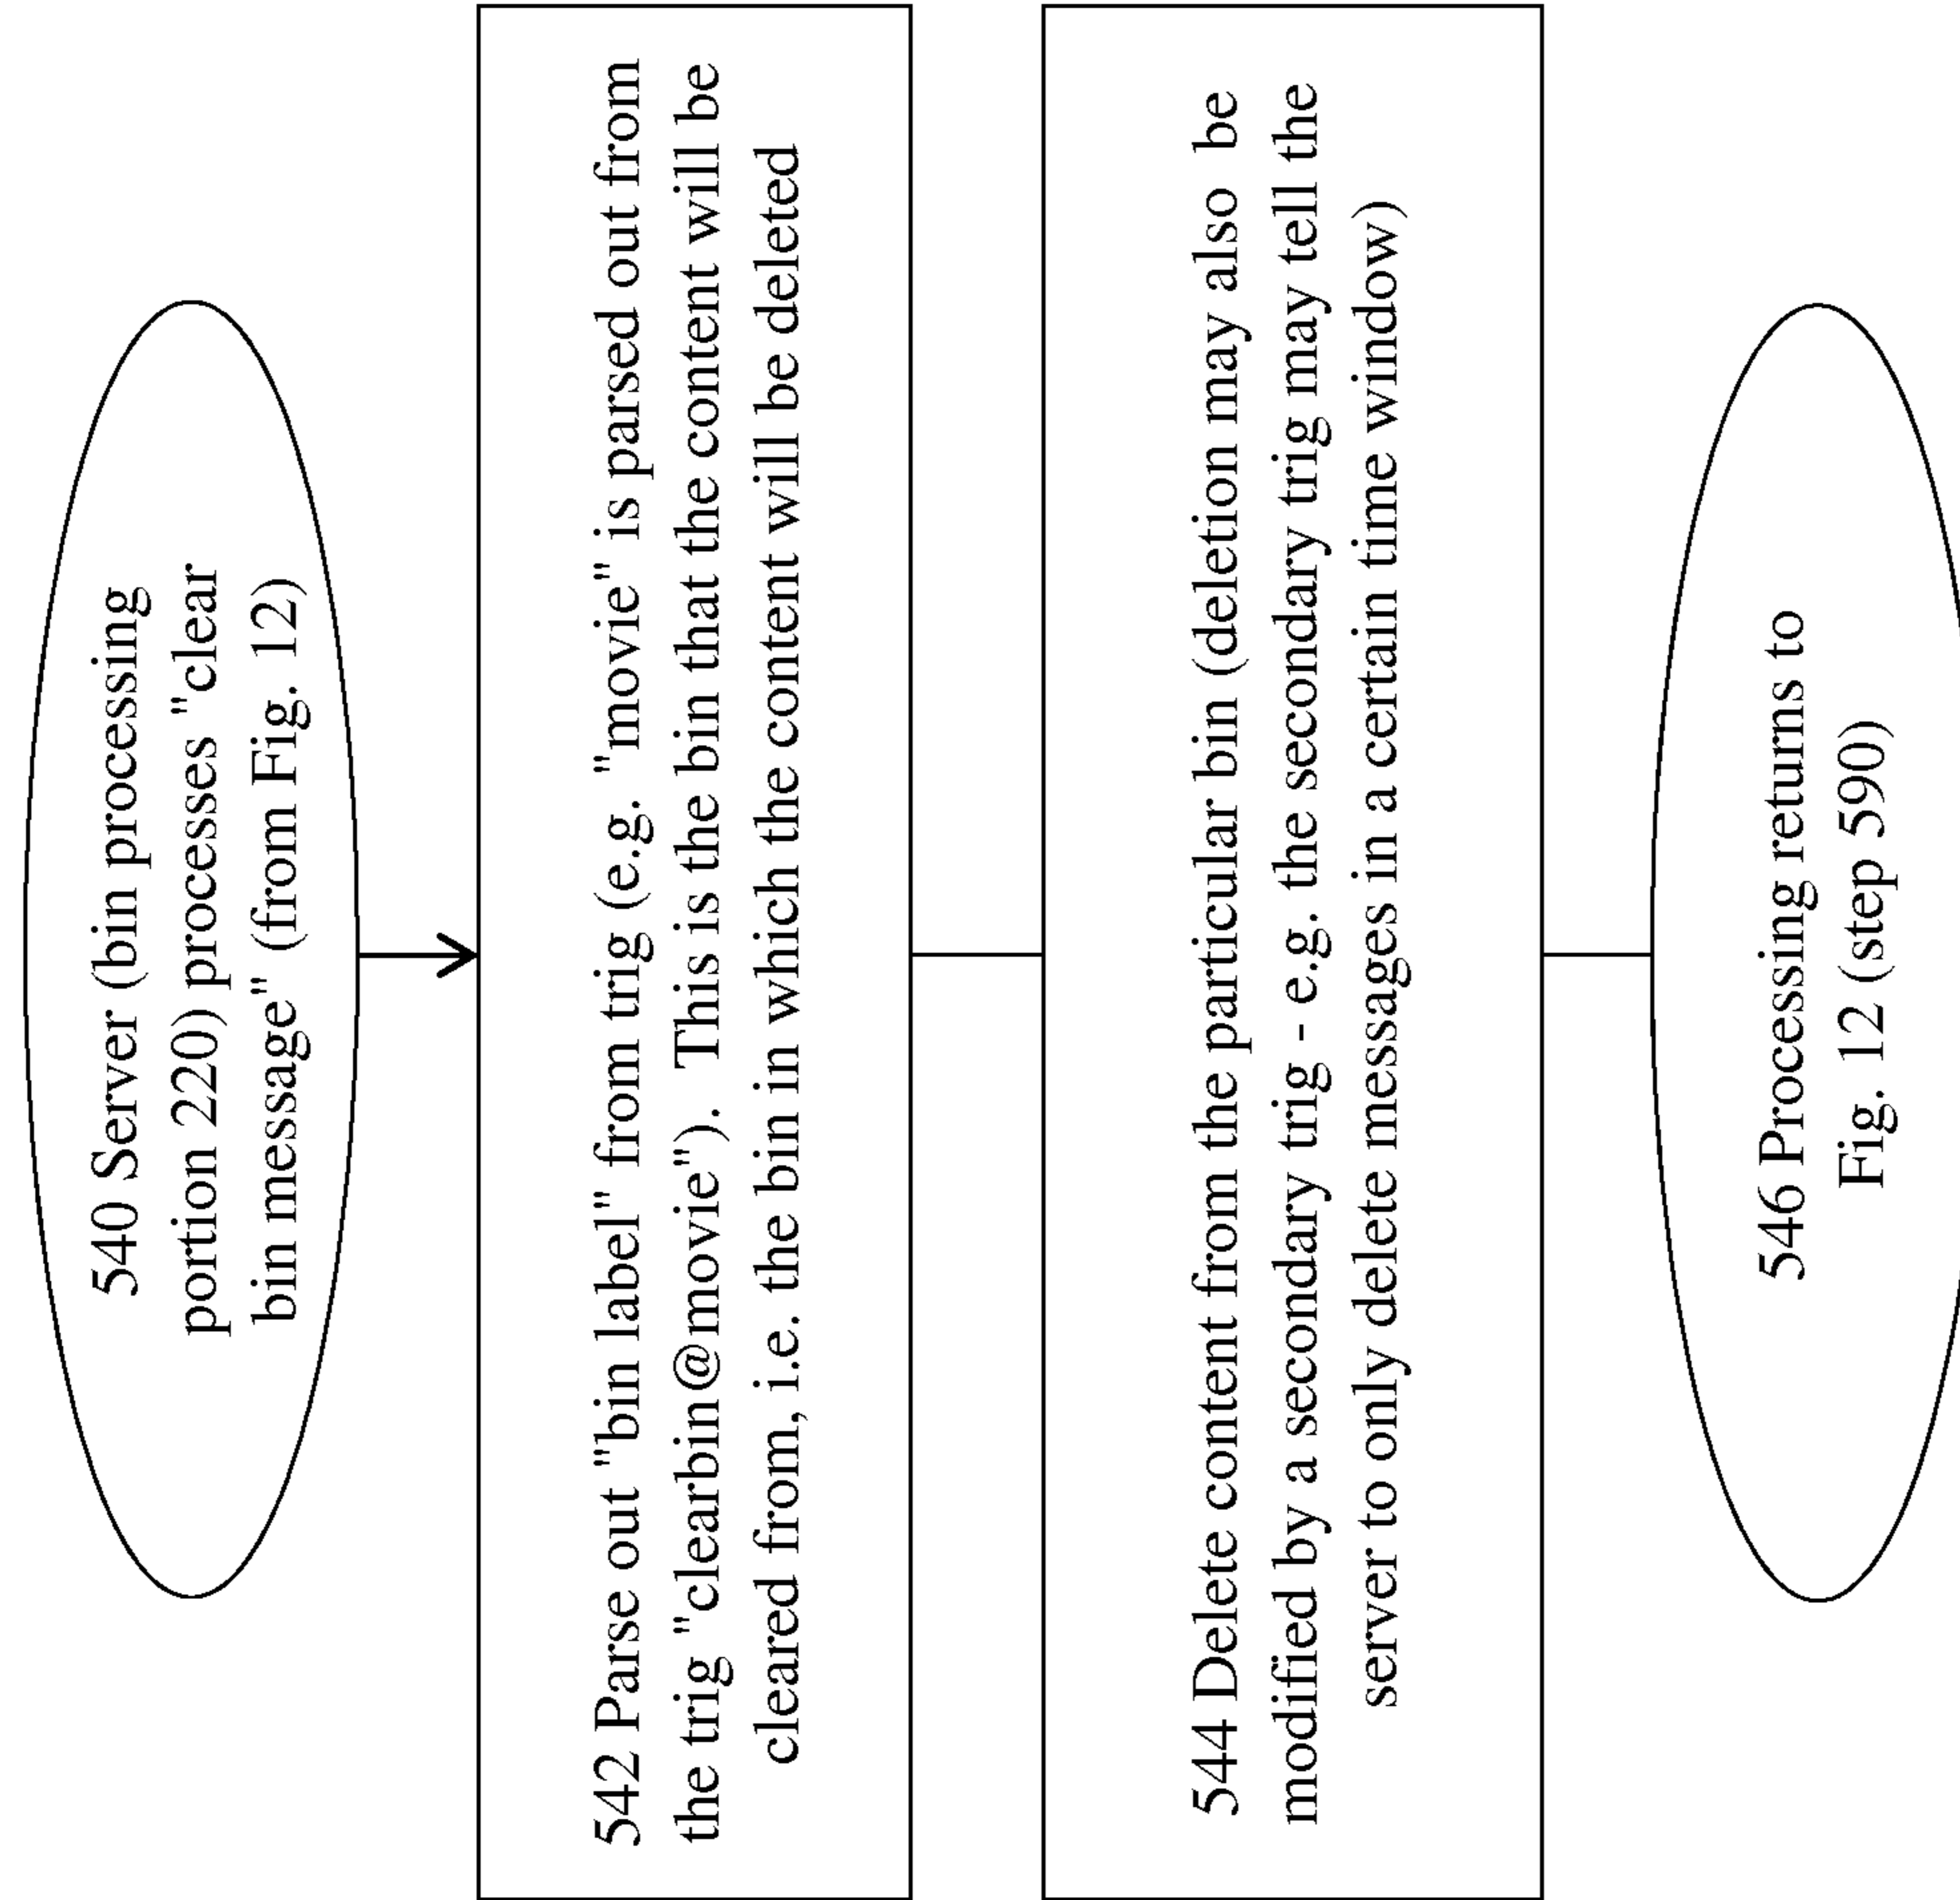 540 Server (bin processing
portion 220) processes "clear
bin message" (from Fig. 12)
542 Parse out "bin label" from trig (e.g. "movie" is parsed out from
the trig "clearbin@movie"). This is the bin that the content will be
cleared from, i.e. the bin in which the content will be deleted
544 Delete content from the particular bin (deletion may also be
modified by a secondary trig - e.g. the secondary trig may tell the
server to only delete messages in a certain time window)
546 Processing returns to
Fig. 12 (step 590)